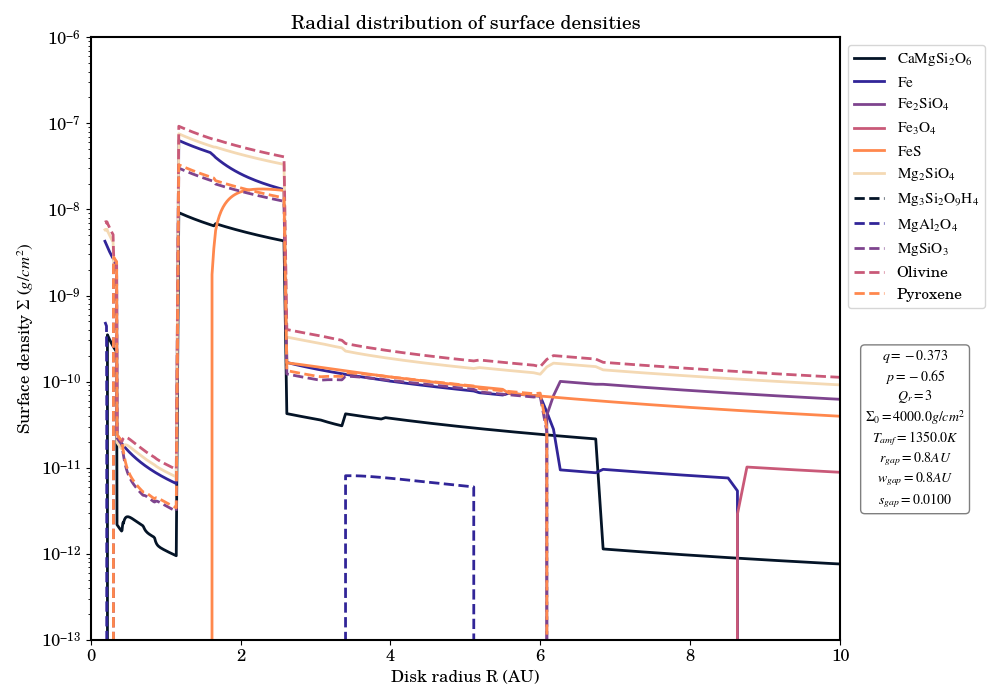 Radial distribution of surface densities
Surface density Σ (g/cm²)
10⁻⁶
10⁻⁷
10⁻⁸
10⁻⁹
10⁻¹⁰
10⁻¹¹
10⁻¹²
10⁻¹³
0 2 4 6 8 10
Disk radius R (AU)
CaMgSi₂O₆
Fe
Fe₂SiO₄
Fe₃O₄
FeS
Mg₂SiO₄
Mg₃Si₂O₉H₄
MgAl₂O₄
MgSiO₃
Olivine
Pyroxene
q = −0.373
p = −0.65
Qᵣ = 3
Σ₀ = 4000.0g/cm²
T_amf = 1350.0K
r_gap = 0.8AU
w_gap = 0.8AU
s_gap = 0.0100